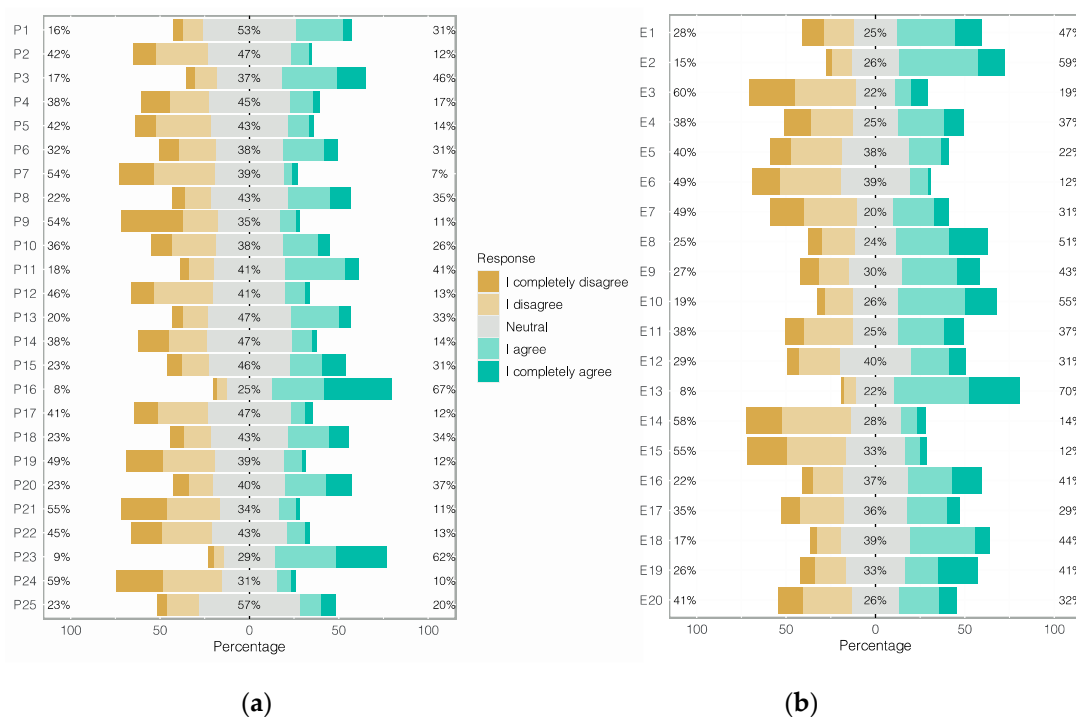 100 50 0 50 100
P1 16% 53% 31%
P2 42% 47% 12%
P3 17% 37% 46%
P4 38% 45% 17%
P5 42% 43% 14%
P6 32% 38% 31%
P7 54% 39% 7%
P8 22% 43% 35%
P9 54% 35% 11%
P10 36% 38% 26%
P11 18% 41% 41%
P12 46% 41% 13%
P13 20% 47% 33%
P14 38% 47% 14%
P15 23% 46% 31%
P16 8% 25% 67%
P17 41% 47% 12%
P18 23% 43% 34%
P19 49% 39% 12%
P20 23% 40% 37%
P21 55% 34% 11%
P22 45% 43% 13%
P23 9% 29% 62%
P24 59% 31% 10%
P25 23% 57% 20%
100 50 0 50 100
Percentage
(a)
Response
I completely disagree
I disagree
Neutral
I agree
I completely agree
100 50 0 50 100
E1 28% 25% 47%
E2 15% 26% 59%
E3 60% 22% 19%
E4 38% 25% 37%
E5 40% 38% 22%
E6 49% 39% 12%
E7 49% 20% 31%
E8 25% 24% 51%
E9 27% 30% 43%
E10 19% 26% 55%
E11 38% 25% 37%
E12 29% 40% 31%
E13 8% 22% 70%
E14 58% 28% 14%
E15 55% 33% 12%
E16 22% 37% 41%
E17 35% 36% 29%
E18 17% 39% 44%
E19 26% 33% 41%
E20 41% 26% 32%
100 50 0 50 100
Percentage
(b)